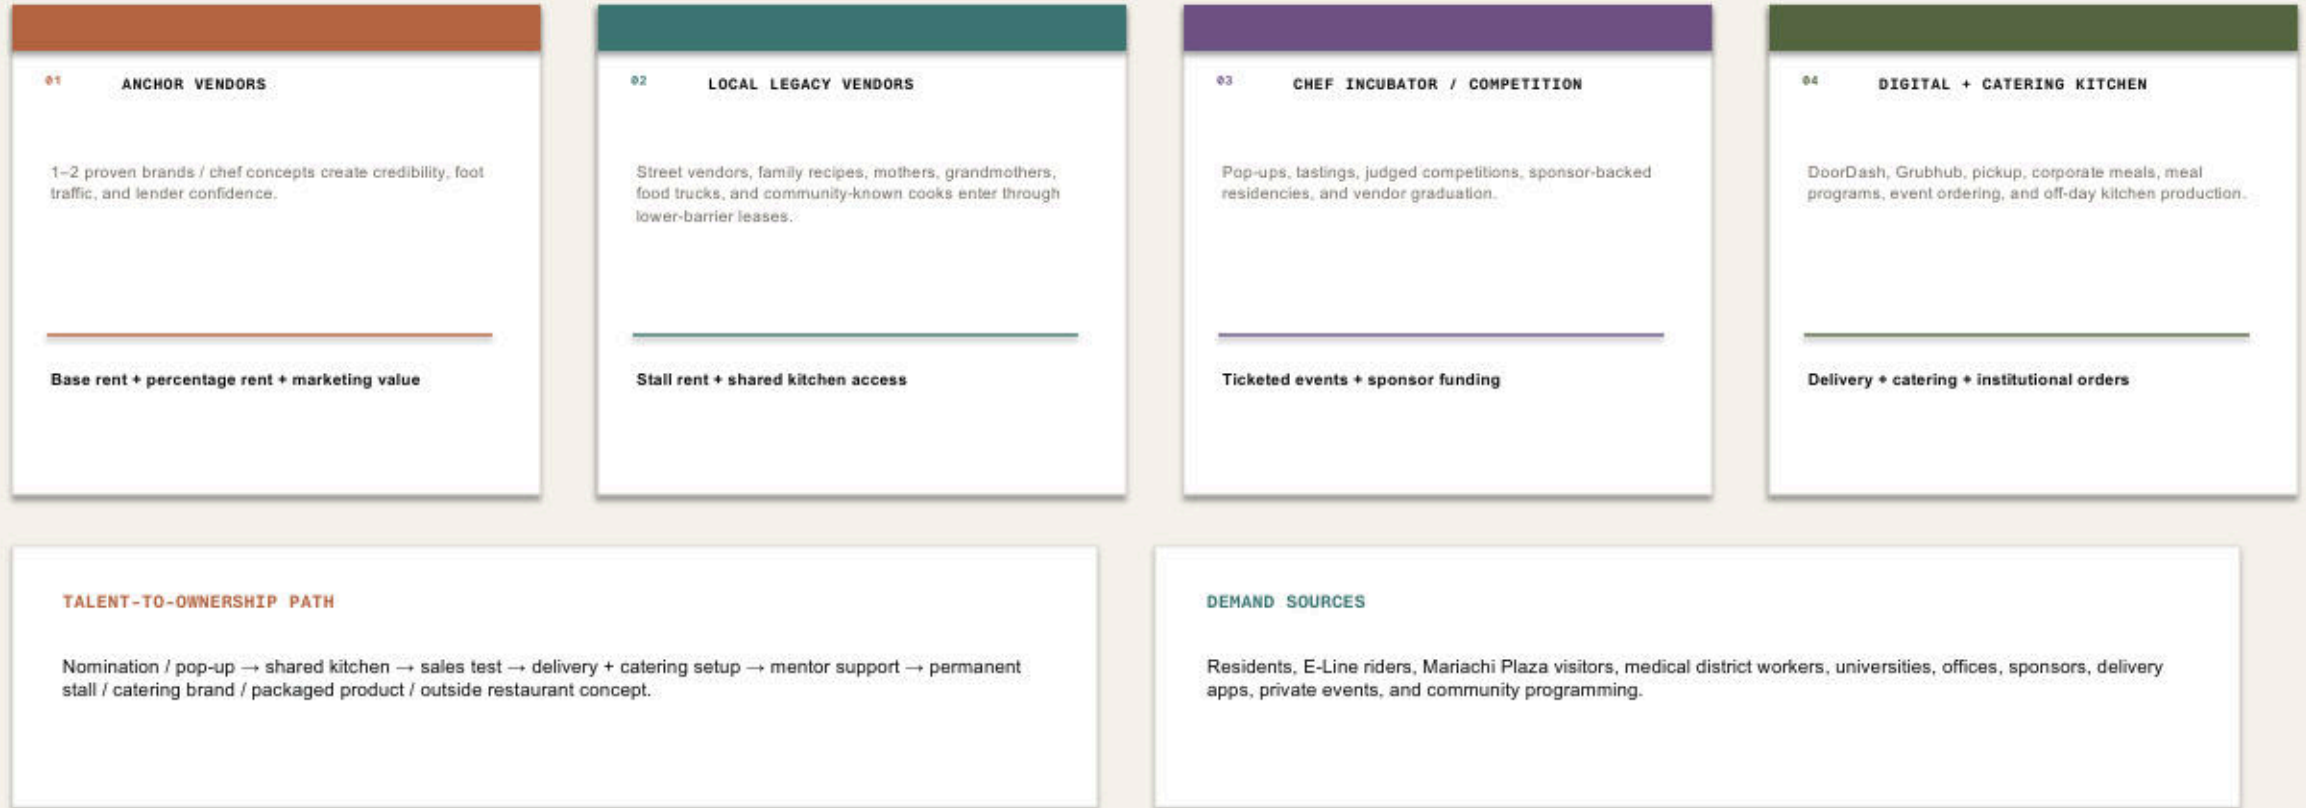 01 ANCHOR VENDORS
1–2 proven brands / chef concepts create credibility, foot
traffic, and lender confidence.
Base rent + percentage rent + marketing value
02 LOCAL LEGACY VENDORS
Street vendors, family recipes, mothers, grandmothers,
food trucks, and community-known cooks enter through
lower-barrier leases.
Stall rent + shared kitchen access
03 CHEF INCUBATOR / COMPETITION
Pop-ups, tastings, judged competitions, sponsor-backed
residencies, and vendor graduation.
Ticketed events + sponsor funding
04 DIGITAL + CATERING KITCHEN
DoorDash, Grubhub, pickup, corporate meals, meal
programs, event ordering, and off-day kitchen production.
Delivery + catering + institutional orders
TALENT-TO-OWNERSHIP PATH
Nomination / pop-up → shared kitchen → sales test → delivery + catering setup → mentor support → permanent
stall / catering brand / packaged product / outside restaurant concept.
DEMAND SOURCES
Residents, E-Line riders, Mariachi Plaza visitors, medical district workers, universities, offices, sponsors, delivery
apps, private events, and community programming.